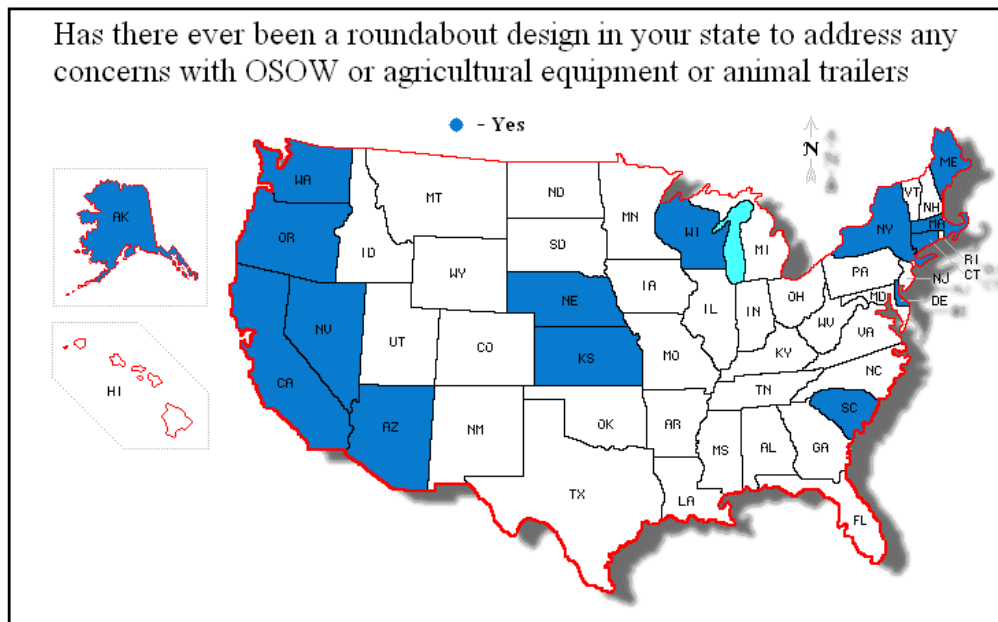 Has there ever been a roundabout design in your state to address any
concerns with OSOW or agricultural equipment or animal trailers
- Yes
N
WA
ME
AK
MT
ND
VT
NH
MN
OR
NY
MA
WI
ID
SD
MI
RI
CT
WY
PA
NJ
IA
NE
OH
MD
DE
IL
IN
NV
WV
VA
UT
CO
KS
MO
KY
CA
NC
HI
TN
SC
AZ
OK
AR
NM
MS
AL
GA
TX
LA
FL